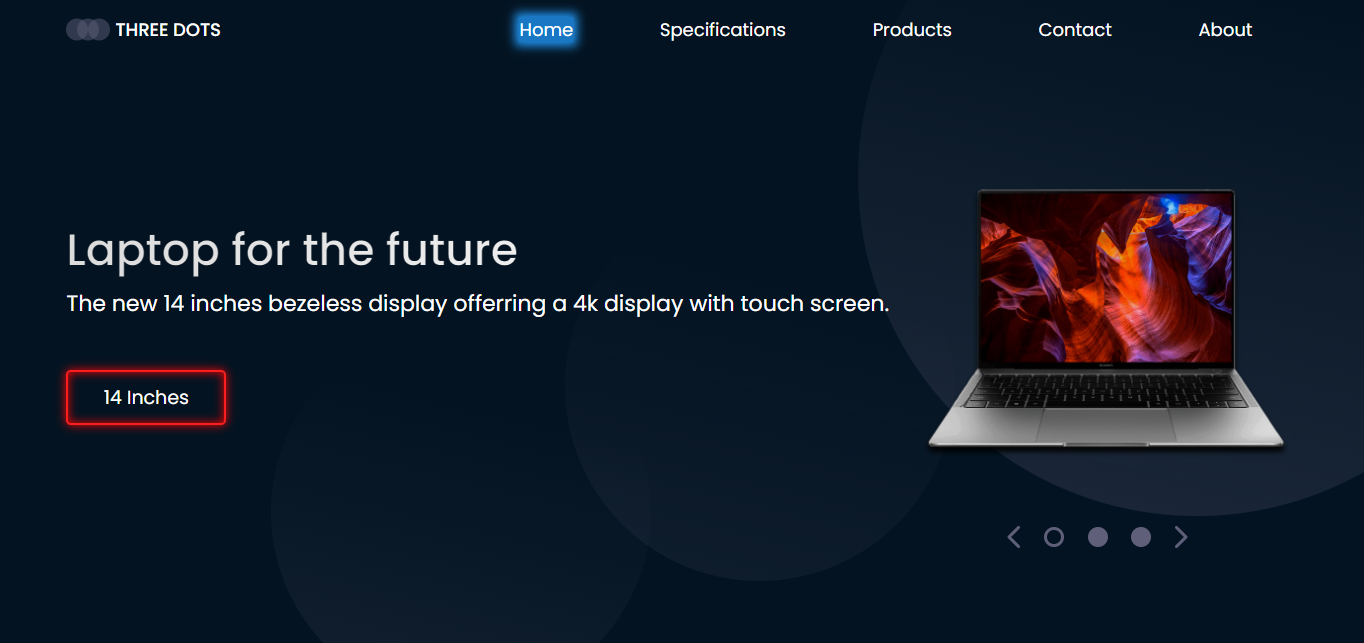 THREE DOTS
Home
Specifications
Products
Contact
About
Laptop for the future
The new 14 inches bezeless display offerring a 4k display with touch screen.
14 Inches